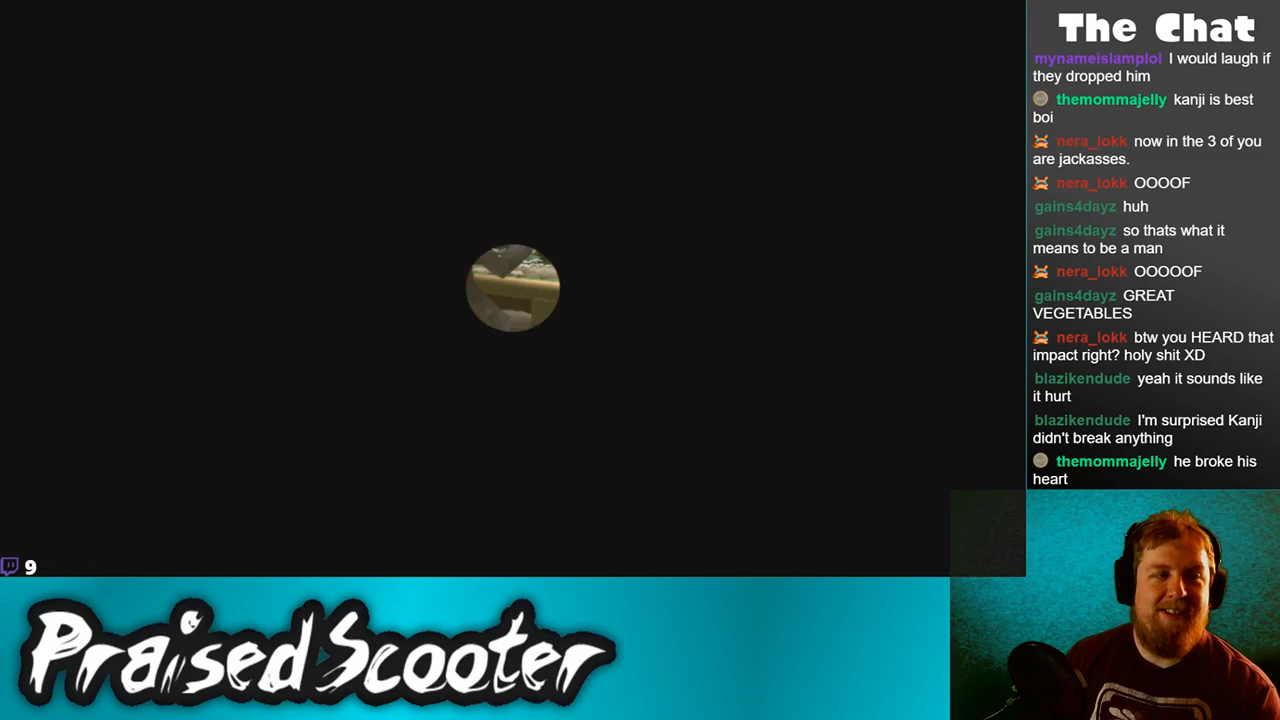 The Chat
mynameislamplol I would laugh if
they dropped him
themommajelly kanji is best
boi
nera_lokk now in the 3 of you
are jackasses.
nera_lokk OOOOF
gains4dayz huh
gains4dayz so thats what it
means to be a man
nera_lokk OOOOOF
gains4dayz GREAT
VEGETABLES
nera_lokk btw you HEARD that
impact right? holy shit XD
blazikendude yeah it sounds like
it hurt
blazikendude I'm surprised Kanji
didn't break anything
themommajelly he broke his
heart
9
PraisedScooter